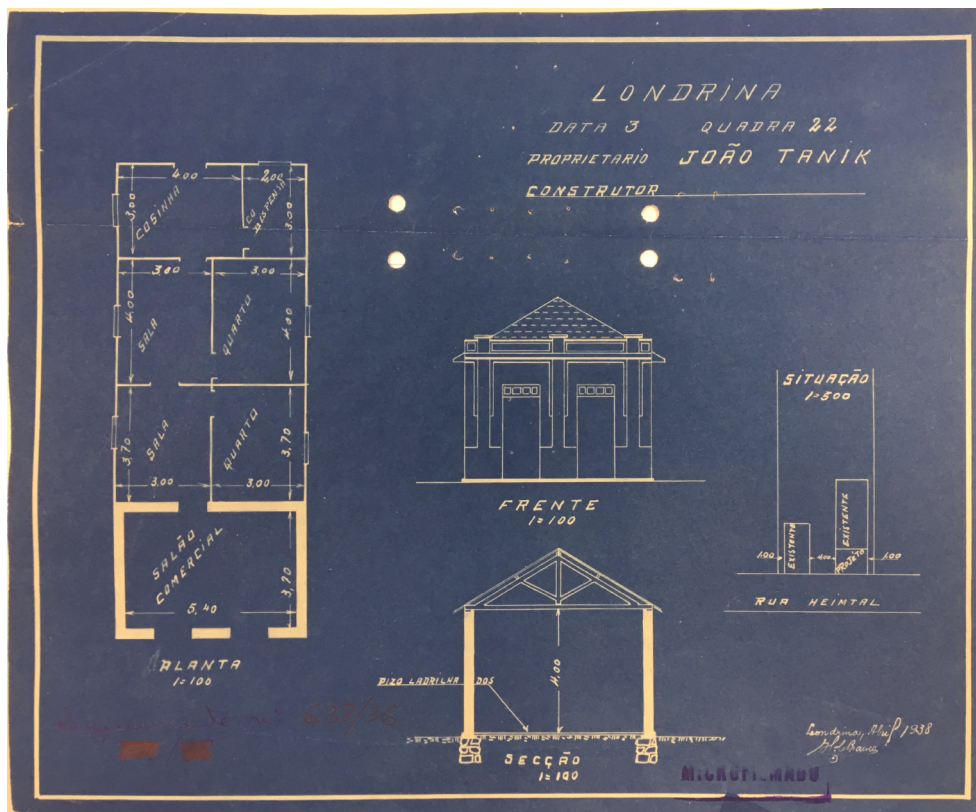 LONDRINA
DATA 3 QUADRA 22
PROPRIETARIO JOÃO TANIK
CONSTRUTOR
4,00 2,00
3,00 COSINHA DESPENSA 3,00
3,00 3,00
4,00 SALA QUARTO 4,00
3,70 SALA QUARTO 3,70
3,00 3,00
SALÃO COMERCIAL
3,70
5,40
PLANTA
1=100
FRENTE
1=100
SITUAÇÃO
1=500
1,00 EXISTENTE 4,00 EXISTENTE PROJETO 1,00
RUA HEIMTAL
4,00
PIZO LADRILHADOS
SECÇÃO
1=100
Londrina, Abril 1938
MICROFILMADO